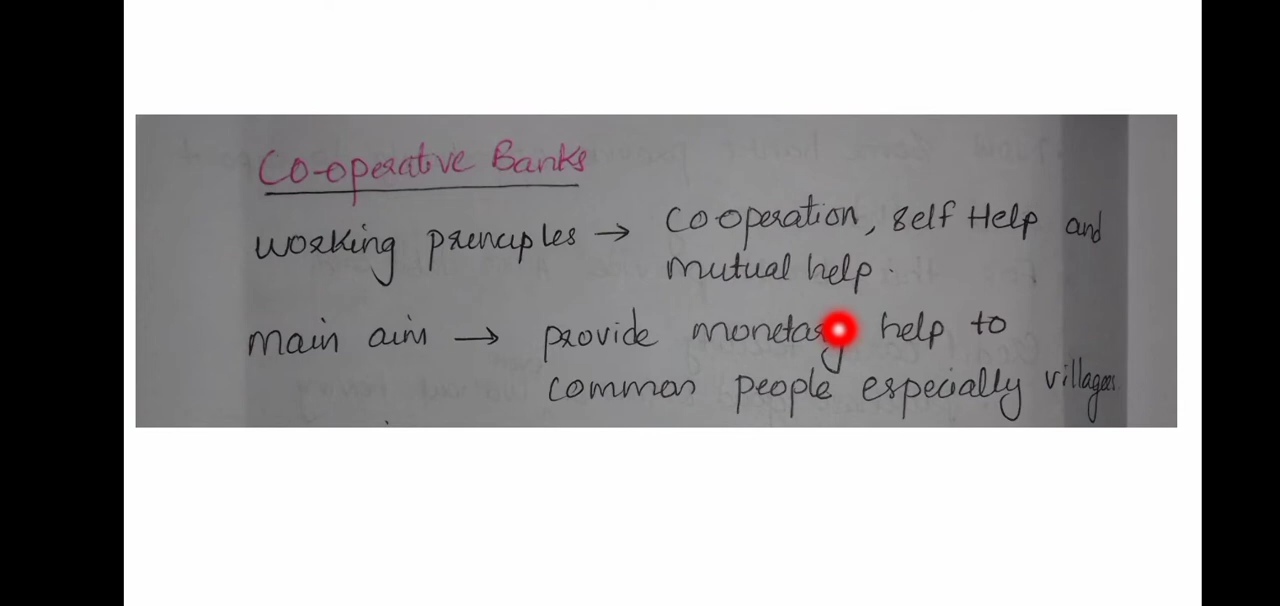 Co-operative Banks
working principles → Co-operation, Self Help and
mutual help.
main aim → provide monetary help to
common people especially villagers